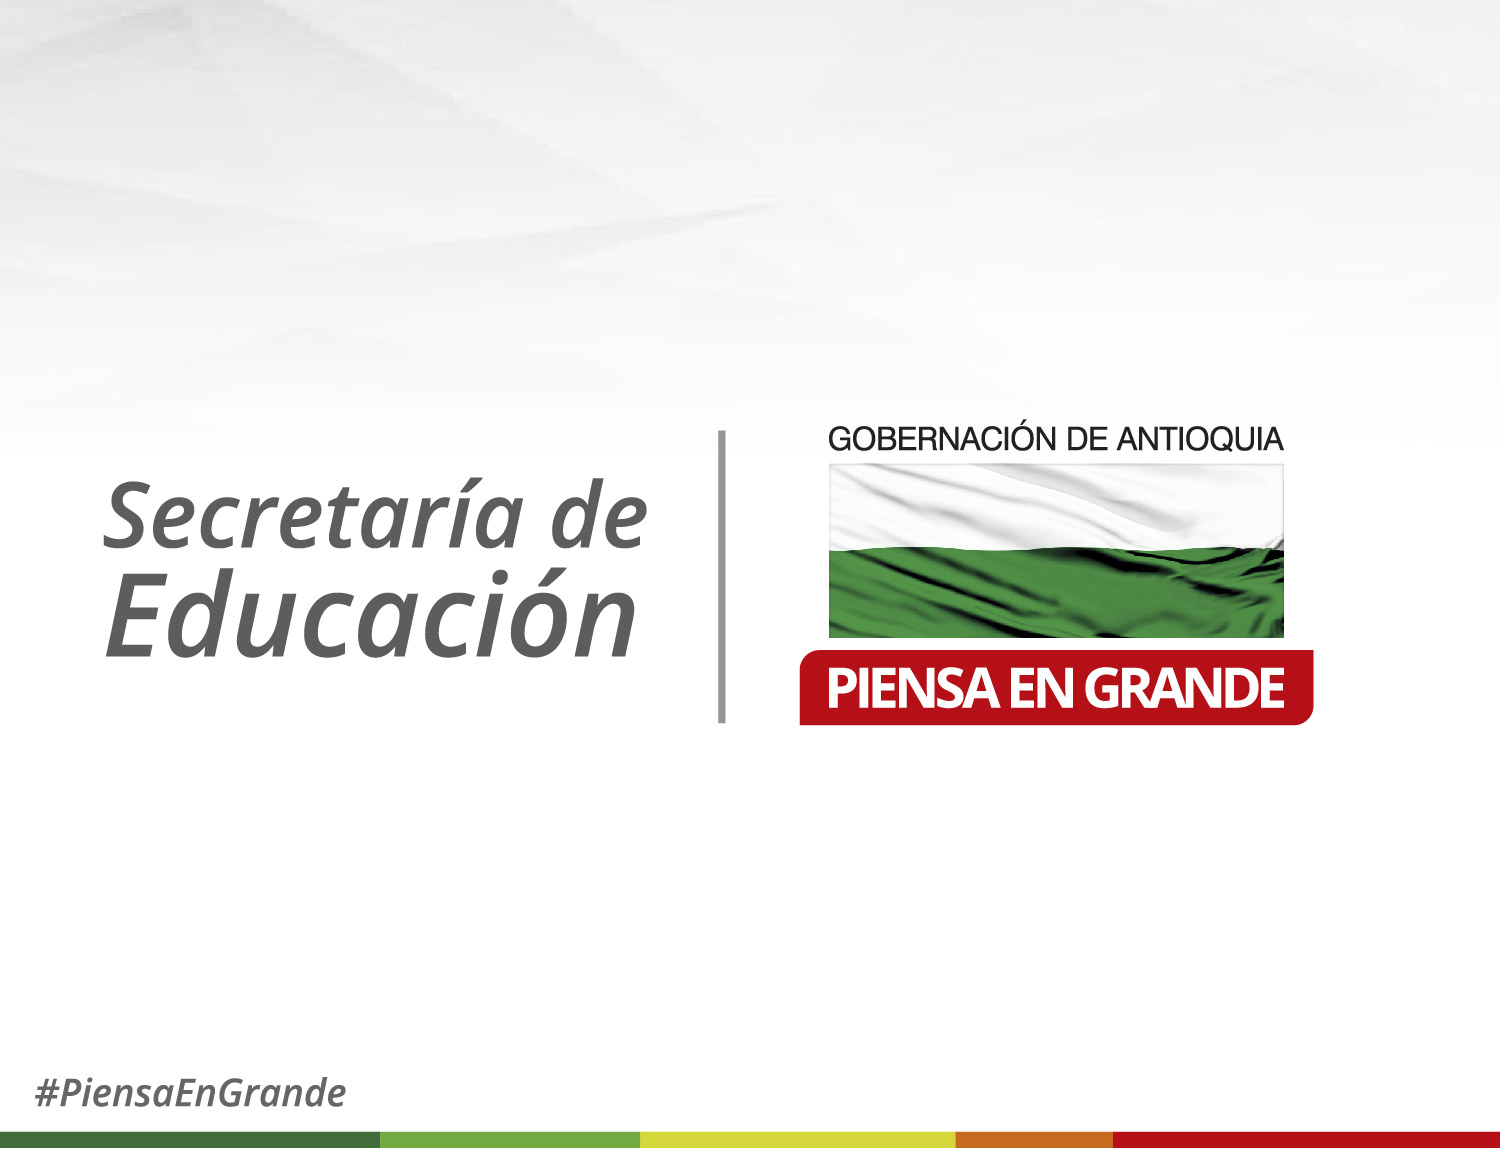 Secretaría de
Educación
GOBERNACIÓN DE ANTIOQUIA
PIENSA EN GRANDE
#PiensaEnGrande